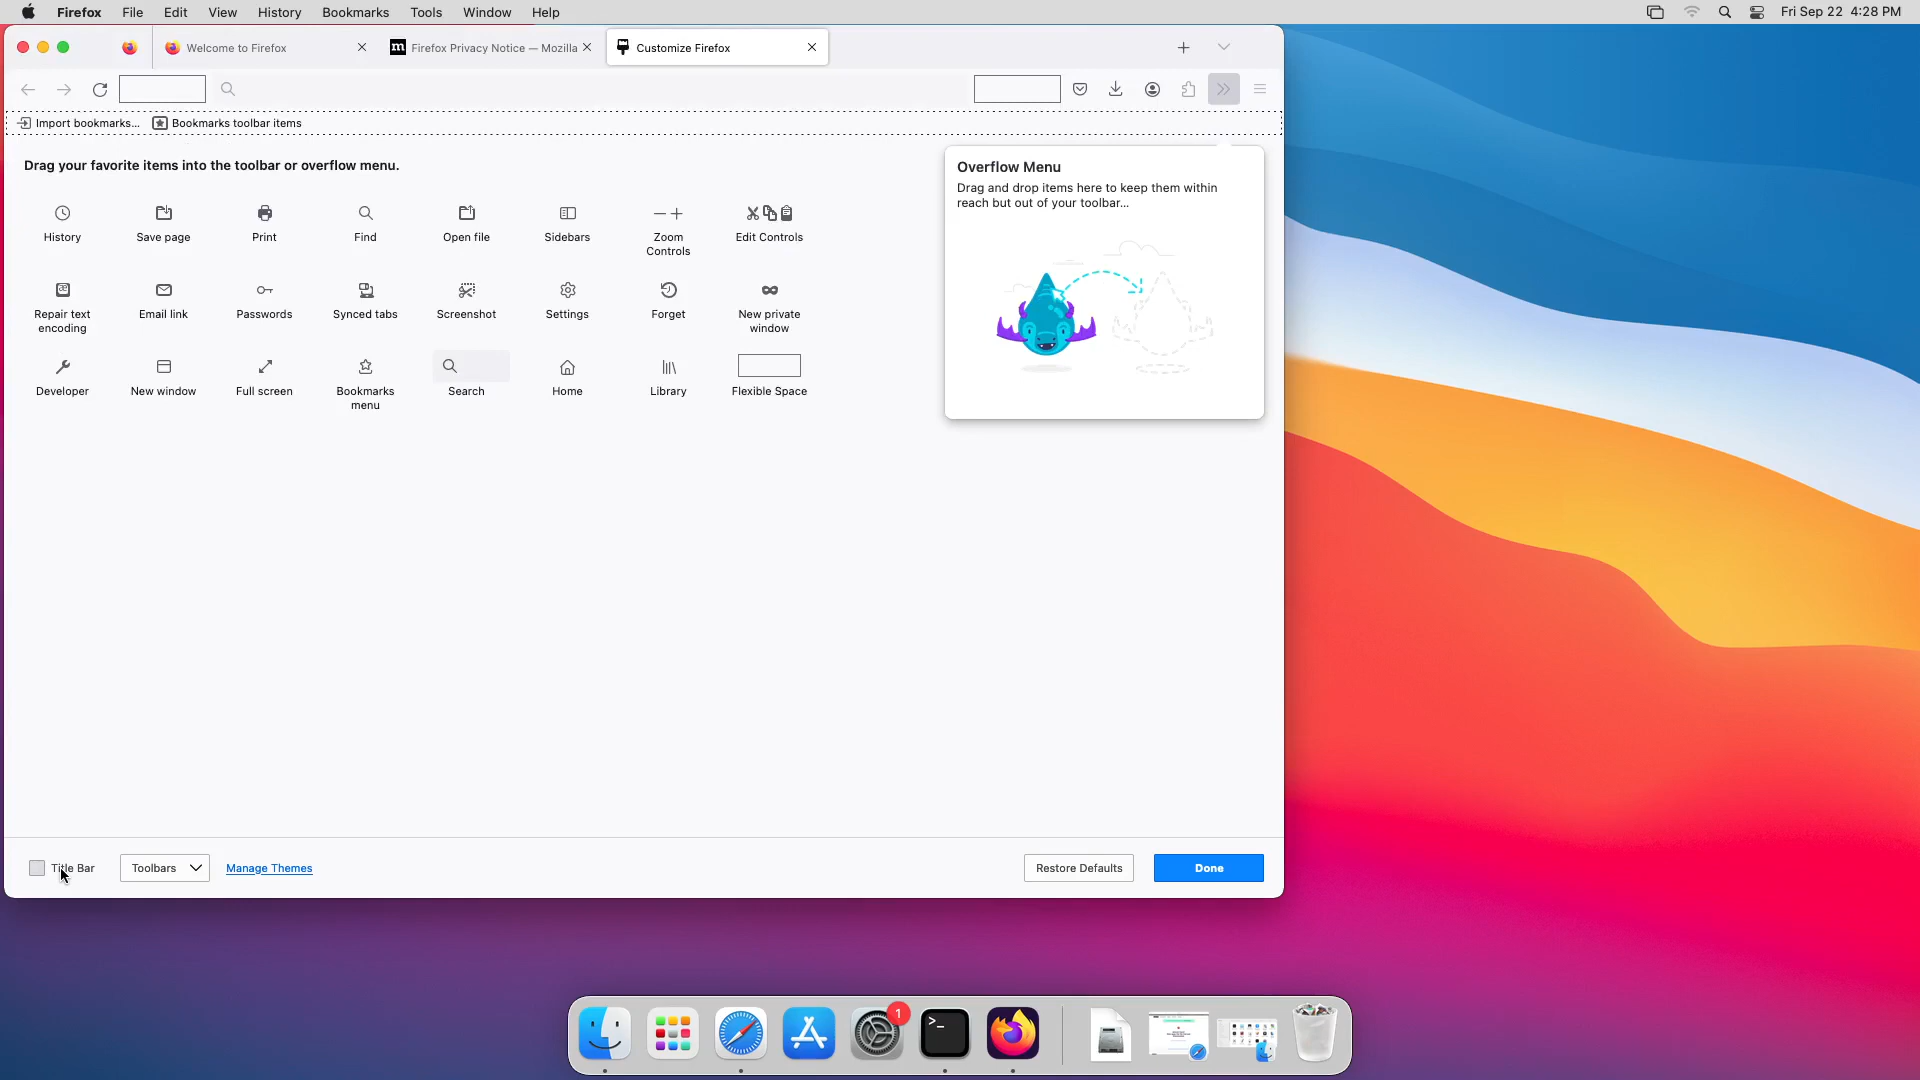 Firefox File Edit View History Bookmarks Tools Window Help Fri Sep 22 4:28 PM
Welcome to Firefox
m Firefox Privacy Notice — Mozilla
Customize Firefox
Import bookmarks... Bookmarks toolbar items
Drag your favorite items into the toolbar or overflow menu.
History Save page Print Find Open file Sidebars Zoom
Controls
Edit Controls
Repair text
encoding
Email link Passwords Synced tabs Screenshot Settings Forget New private
window
Developer New window Full screen Bookmarks
menu
Search Home Library Flexible Space
Overflow Menu
Drag and drop items here to keep them within
reach but out of your toolbar...
Title Bar Toolbars Manage Themes Restore Defaults Done
1
>_